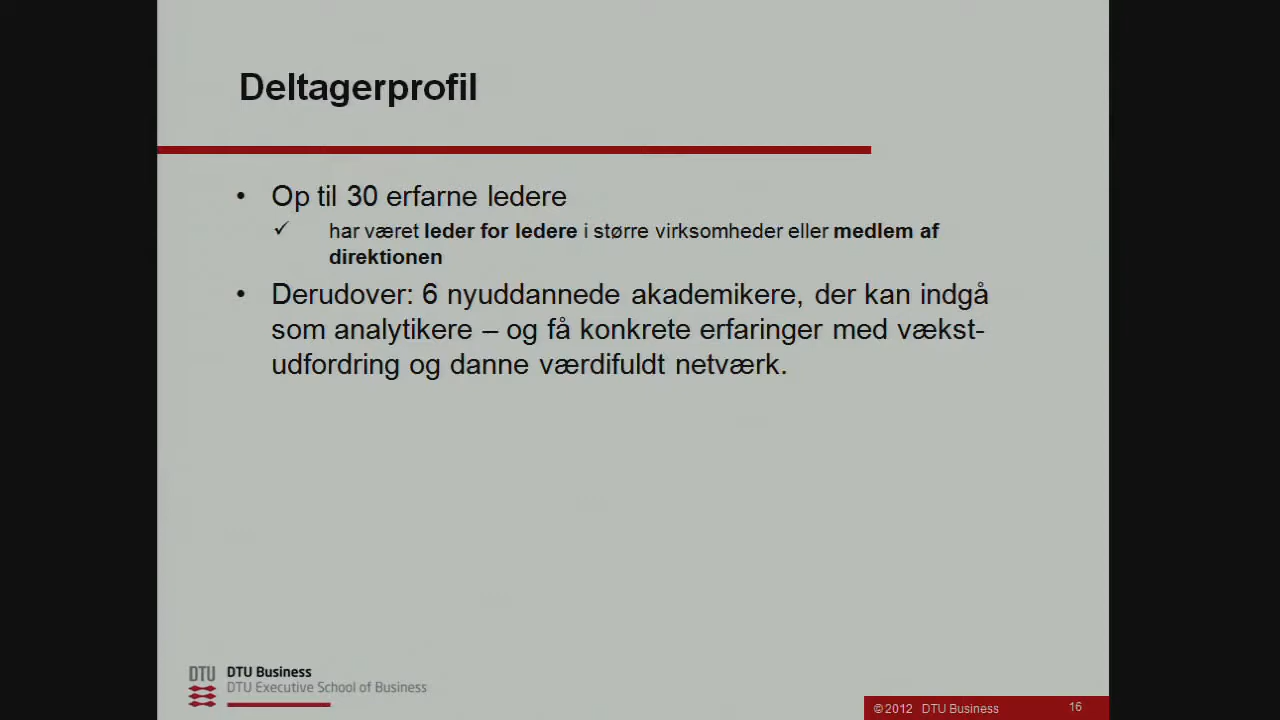 Deltagerprofil
• Op til 30 erfarne ledere
✓ har været leder for ledere i større virksomheder eller medlem af
direktionen
• Derudover: 6 nyuddannede akademikere, der kan indgå
som analytikere – og få konkrete erfaringer med vækst-
udfordring og danne værdifuldt netværk.
DTU DTU Business
DTU Executive School of Business
©2012 DTU Business 16